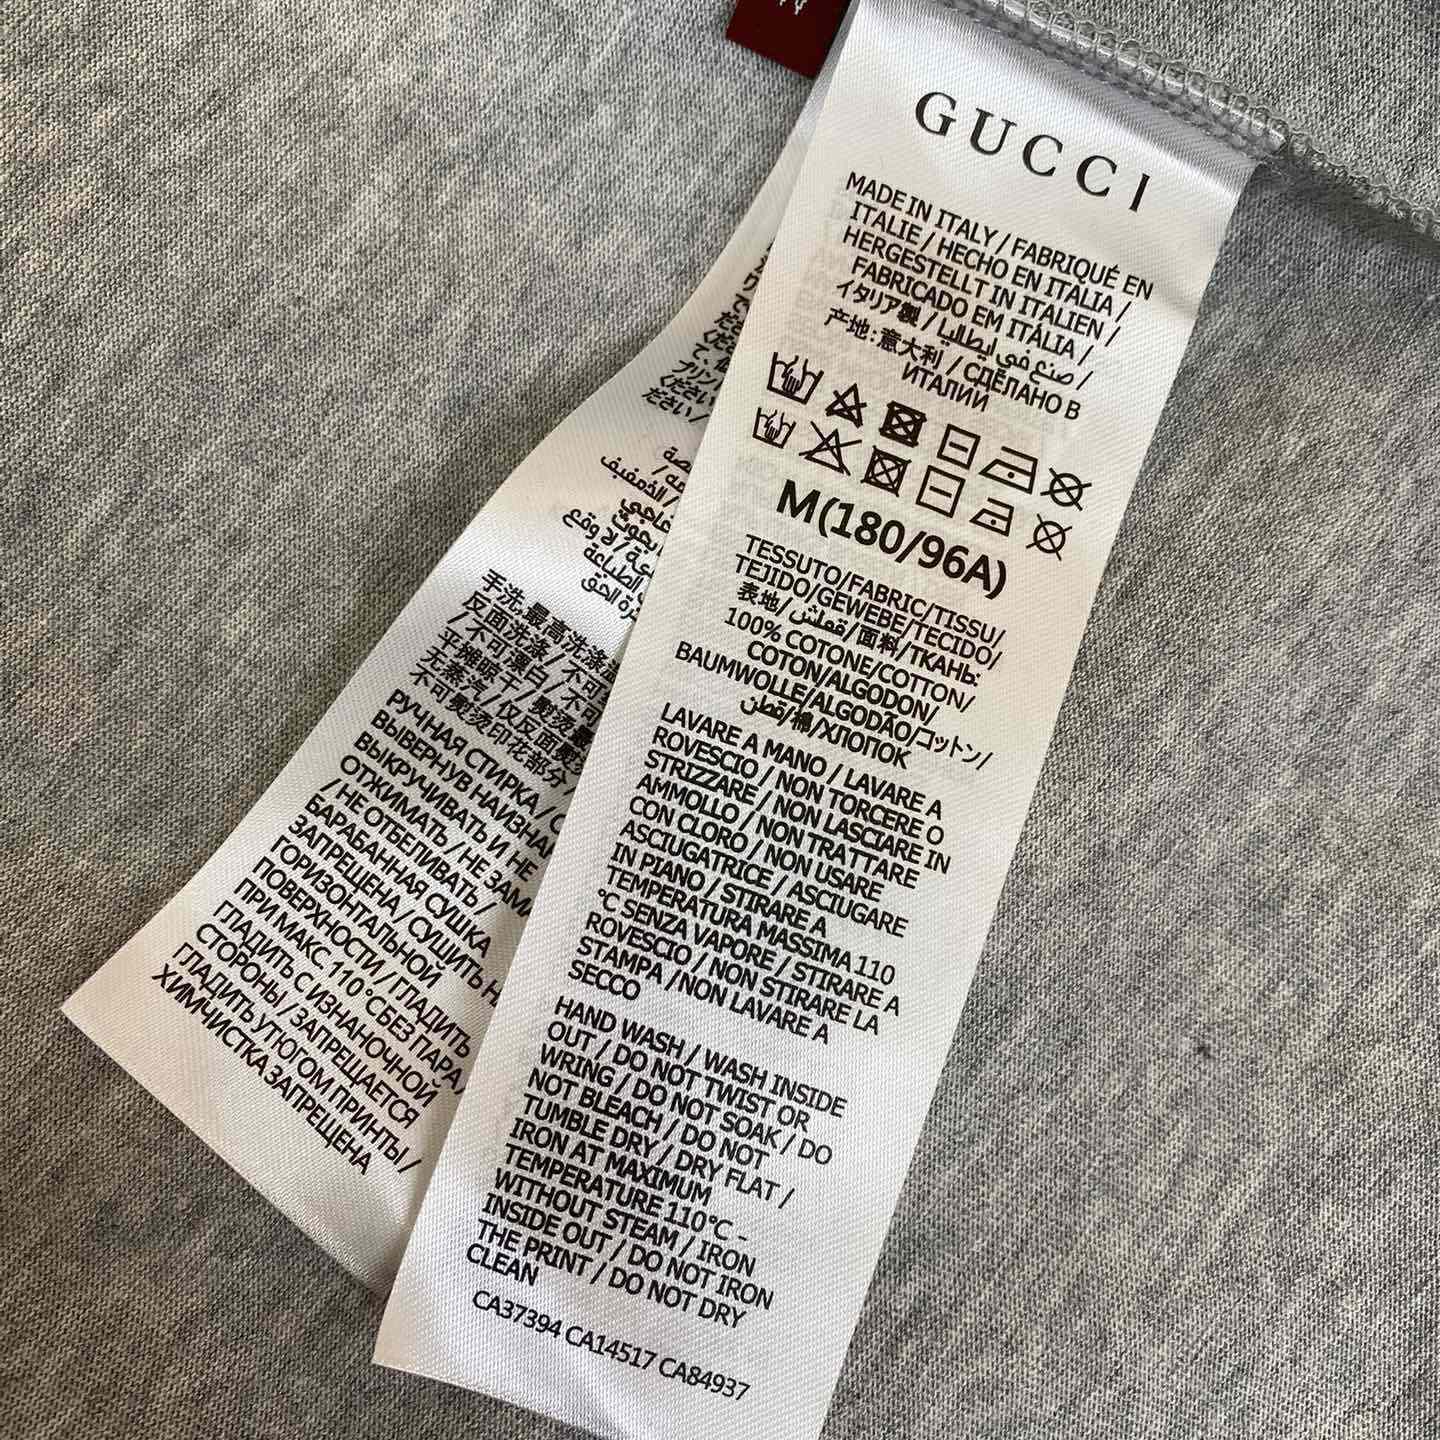 GUCCI
MADE IN ITALY / FABRIQUÉ EN
ITALIE / HECHO EN ITALIA /
HERGESTELLT IN ITALIEN /
FABRICADO EM ITÁLIA /
イタリア製 / صنع في ايطاليا /
产地:意大利 / СДЕЛАНО В
ИТАЛИИ
M(180/96A)
TESSUTO/FABRIC/TISSU/
TEJIDO/GEWEBE/TECIDO/
表地/قماش/面料/ТКАНЬ:
100% COTONE/COTTON/
COTON/ALGODON/
BAUMWOLLE/ALGODÃO/コットン/
قطن/棉/ХЛОПОК
LAVARE A MANO / LAVARE A
ROVESCIO / NON TORCERE O
STRIZZARE / NON LASCIARE IN
AMMOLLO / NON TRATTARE
CON CLORO / NON USARE
ASCIUGATRICE / ASCIUGARE
IN PIANO / STIRARE A
TEMPERATURA MASSIMA 110
°C SENZA VAPORE / STIRARE A
ROVESCIO / NON STIRARE LA
STAMPA / NON LAVARE A
SECCO
HAND WASH / WASH INSIDE
OUT / DO NOT TWIST OR
WRING / DO NOT SOAK / DO
NOT BLEACH / DO NOT
TUMBLE DRY / DRY FLAT /
IRON AT MAXIMUM
TEMPERATURE 110°C -
WITHOUT STEAM / IRON
INSIDE OUT / DO NOT IRON
THE PRINT / DO NOT DRY
CLEAN
CA37394 CA14517 CA84937
ください
ださい /
手洗,最高洗涤
反面洗涤 / 不可
/ 不可漂白 / 不
平摊晾干 / 熨烫
无蒸汽 / 仅反面熨
不可熨烫印花部分 /
РУЧНАЯ СТИРКА /
ВЫВЕРНУВ
ВЫКРУЧИВАТЬ И НЕ
ОТЖИМАТЬ / НЕ
/ НЕ ОТБЕЛИВАТЬ /
БАРАБАННАЯ СУШКА
ЗАПРЕЩЕНА / СУШИТЬ
ГОРИЗОНТАЛЬНОЙ
ПОВЕРХНОСТИ / ГЛАДИТЬ
ПРИ МАКС 110°C БЕЗ ПАРА /
ГЛАДИТЬ С ИЗНАНОЧНОЙ
СТОРОНЫ / ЗАПРЕЩАЕТСЯ
ГЛАДИТЬ УТЮГОМ ПРИНТЫ /
ХИМЧИСТКА ЗАПРЕЩЕНА